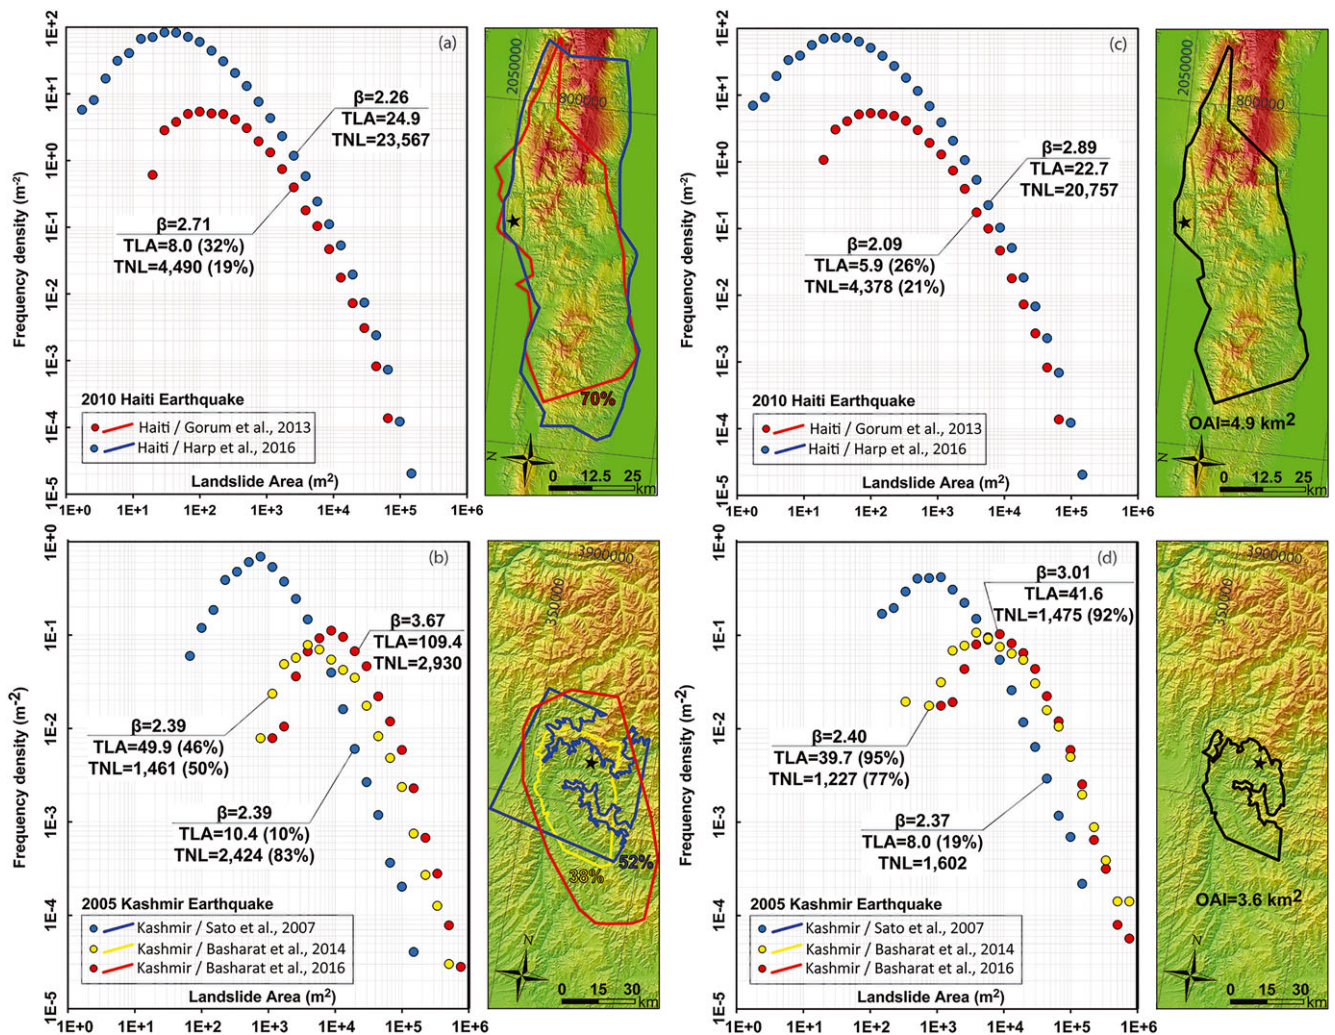 (a)
1E+2
1E+1
1E+0
1E-1
1E-2
1E-3
1E-4
1E-5
Frequency density (m⁻²)
β=2.26
TLA=24.9
TNL=23,567
β=2.71
TLA=8.0 (32%)
TNL=4,490 (19%)
2010 Haiti Earthquake
Haiti / Gorum et al., 2013
Haiti / Harp et al., 2016
Landslide Area (m²)
1E+0 1E+1 1E+2 1E+3 1E+4 1E+5 1E+6
2050000
800000
70%
N
0 12.5 25
km
(c)
1E+2
1E+1
1E+0
1E-1
1E-2
1E-3
1E-4
1E-5
Frequency density (m⁻²)
β=2.89
TLA=22.7
TNL=20,757
β=2.09
TLA=5.9 (26%)
TNL=4,378 (21%)
2010 Haiti Earthquake
Haiti / Gorum et al., 2013
Haiti / Harp et al., 2016
Landslide Area (m²)
1E+0 1E+1 1E+2 1E+3 1E+4 1E+5 1E+6
2050000
800000
OAI=4.9 km²
N
0 12.5 25
km
(b)
1E+0
1E-1
1E-2
1E-3
1E-4
1E-5
Frequency density (m⁻²)
β=3.67
TLA=109.4
TNL=2,930
β=2.39
TLA=49.9 (46%)
TNL=1,461 (50%)
β=2.39
TLA=10.4 (10%)
TNL=2,424 (83%)
2005 Kashmir Earthquake
Kashmir / Sato et al., 2007
Kashmir / Basharat et al., 2014
Kashmir / Basharat et al., 2016
Landslide Area (m²)
1E+0 1E+1 1E+2 1E+3 1E+4 1E+5 1E+6
3900000
350000
52%
38%
N
0 15 30
km
(d)
1E+0
1E-1
1E-2
1E-3
1E-4
1E-5
Frequency density (m⁻²)
β=3.01
TLA=41.6
TNL=1,475 (92%)
β=2.40
TLA=39.7 (95%)
TNL=1,227 (77%)
β=2.37
TLA=8.0 (19%)
TNL=1,602
2005 Kashmir Earthquake
Kashmir / Sato et al., 2007
Kashmir / Basharat et al., 2014
Kashmir / Basharat et al., 2016
Landslide Area (m²)
1E+0 1E+1 1E+2 1E+3 1E+4 1E+5 1E+6
3900000
350000
OAI=3.6 km²
N
0 15 30
km